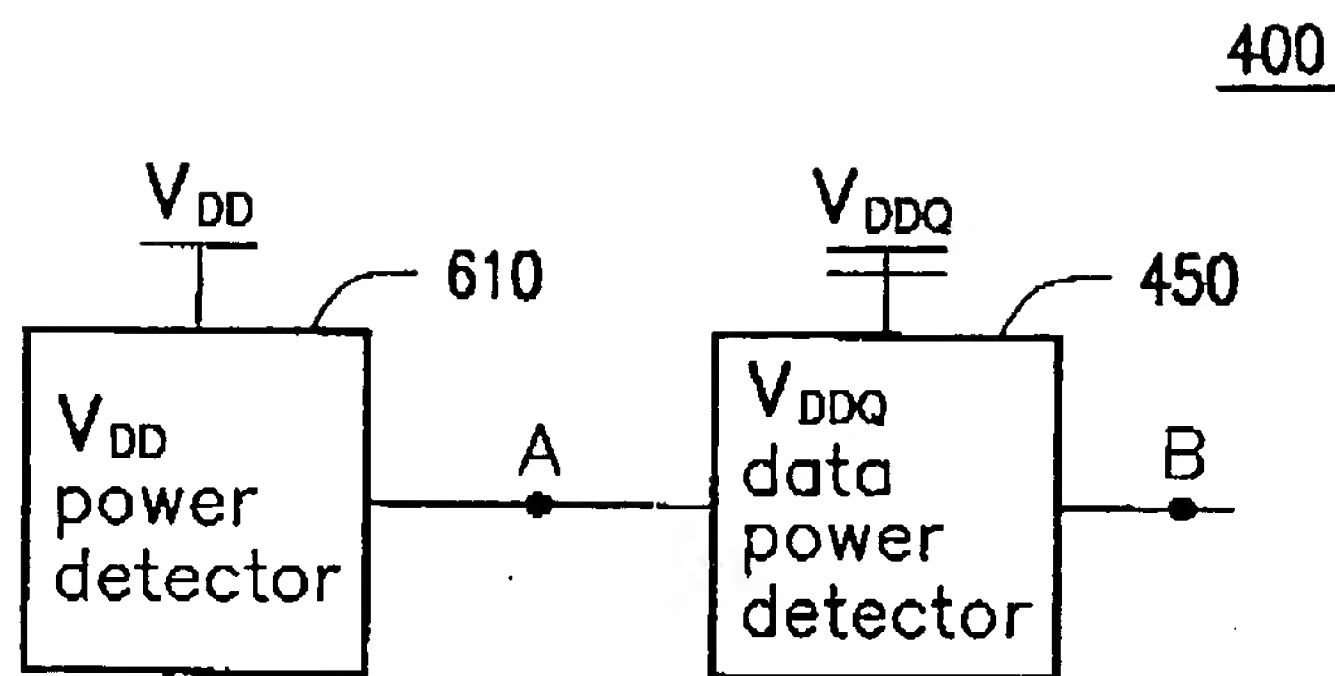 400
VDD
VDDQ
610
450
VDD
power
detector
A
VDDQ
data
power
detector
B